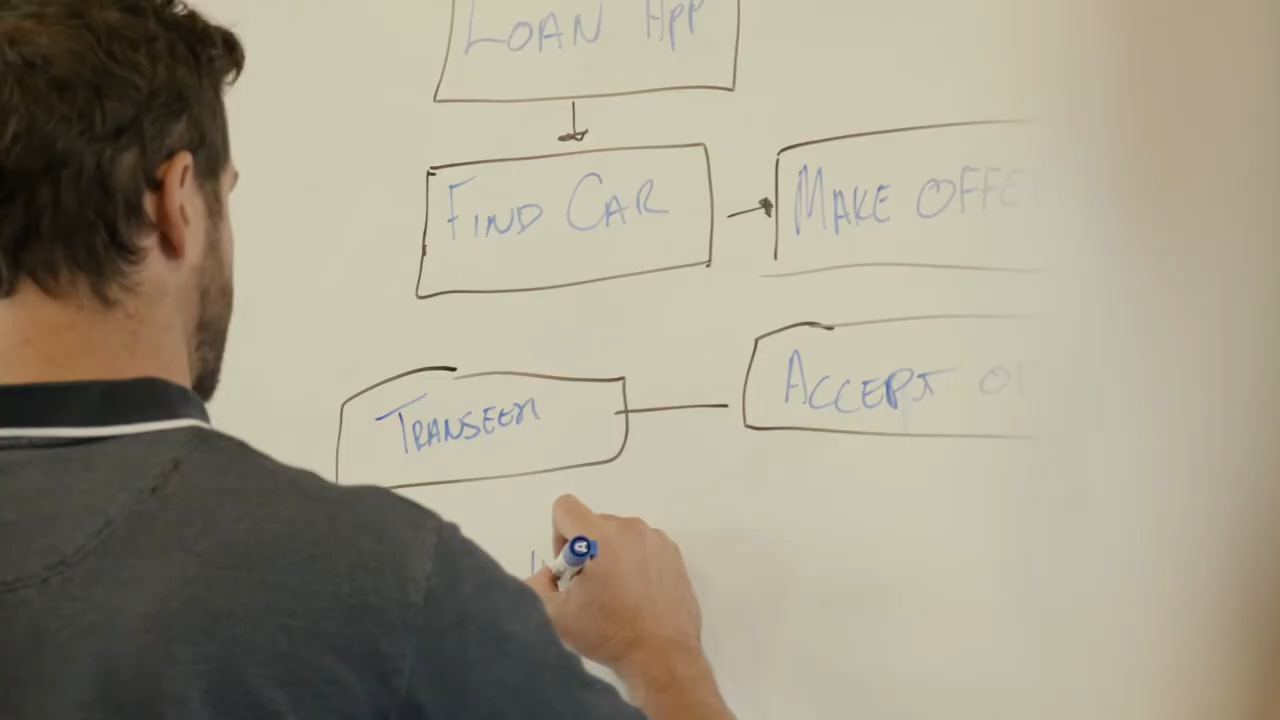 LOAN APP
FIND CAR
MAKE OFFE
TRANSFER
ACCEPT